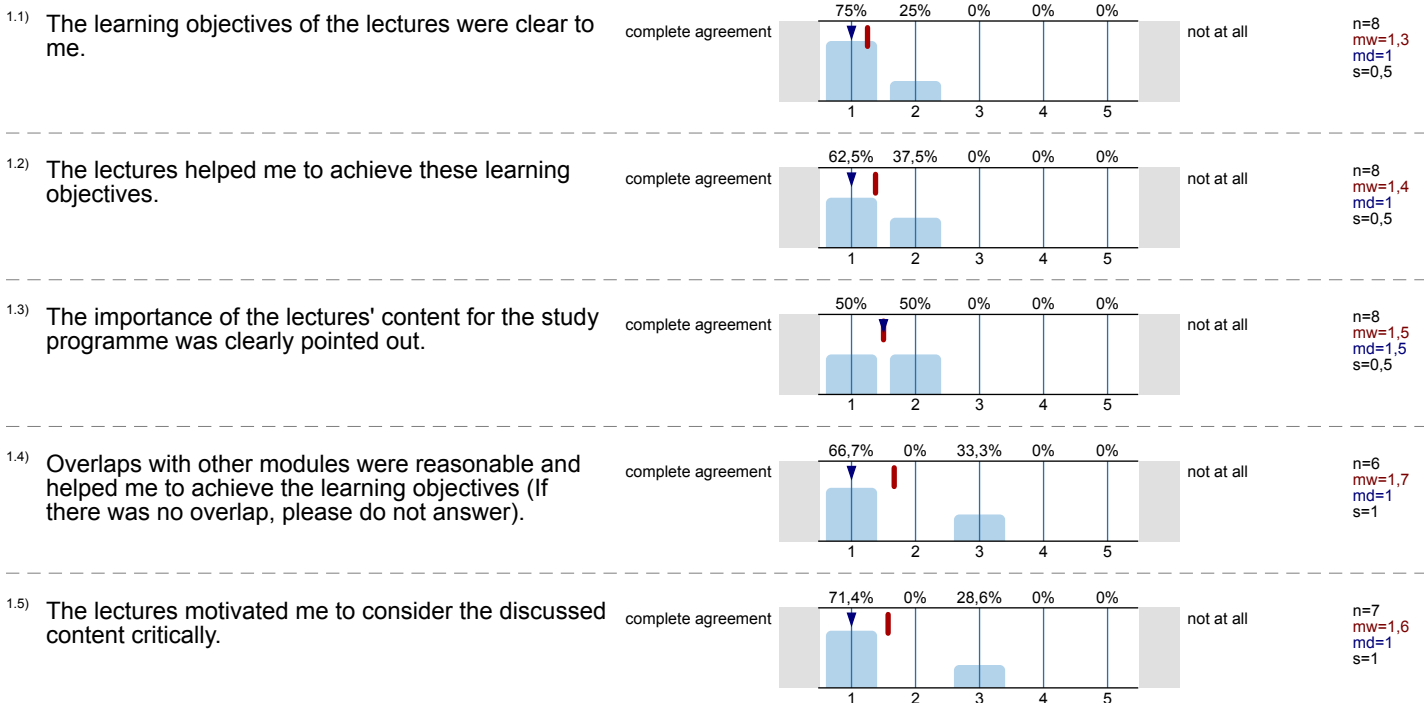 75% 25% 0% 0% 0%
1.1) The learning objectives of the lectures were clear to
me.
complete agreement
not at all
n=8
mw=1,3
md=1
s=0,5
1 2 3 4 5
62,5% 37,5% 0% 0% 0%
1.2) The lectures helped me to achieve these learning
objectives.
complete agreement
not at all
n=8
mw=1,4
md=1
s=0,5
1 2 3 4 5
50% 50% 0% 0% 0%
1.3) The importance of the lectures' content for the study
programme was clearly pointed out.
complete agreement
not at all
n=8
mw=1,5
md=1,5
s=0,5
1 2 3 4 5
66,7% 0% 33,3% 0% 0%
1.4) Overlaps with other modules were reasonable and
helped me to achieve the learning objectives (If
there was no overlap, please do not answer).
complete agreement
not at all
n=6
mw=1,7
md=1
s=1
1 2 3 4 5
71,4% 0% 28,6% 0% 0%
1.5) The lectures motivated me to consider the discussed
content critically.
complete agreement
not at all
n=7
mw=1,6
md=1
s=1
1 2 3 4 5